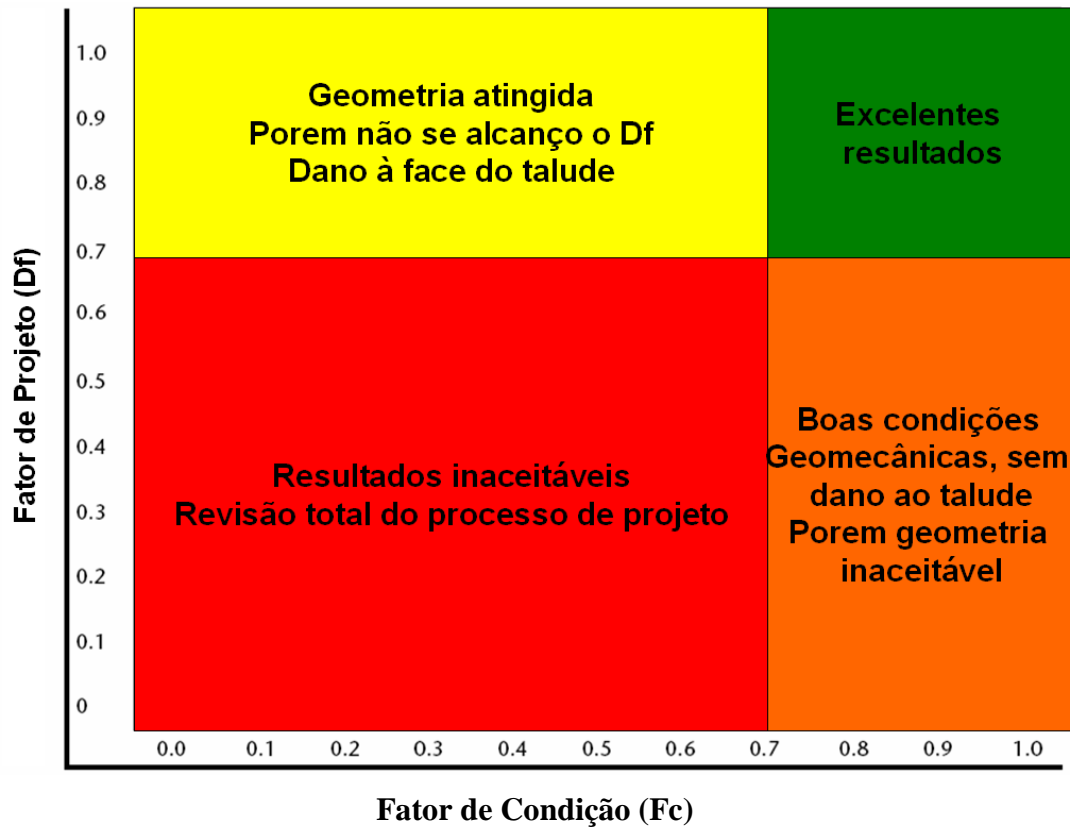 Fator de Projeto (Df)
1.0
0.9
0.8
0.7
0.6
0.5
0.4
0.3
0.2
0.1
0
Geometria atingida
Porem não se alcanço o Df
Dano à face do talude
Excelentes
resultados
Resultados inaceitáveis
Revisão total do processo de projeto
Boas condições
Geomecânicas, sem
dano ao talude
Porem geometria
inaceitável
0.0 0.1 0.2 0.3 0.4 0.5 0.6 0.7 0.8 0.9 1.0
Fator de Condição (Fc)